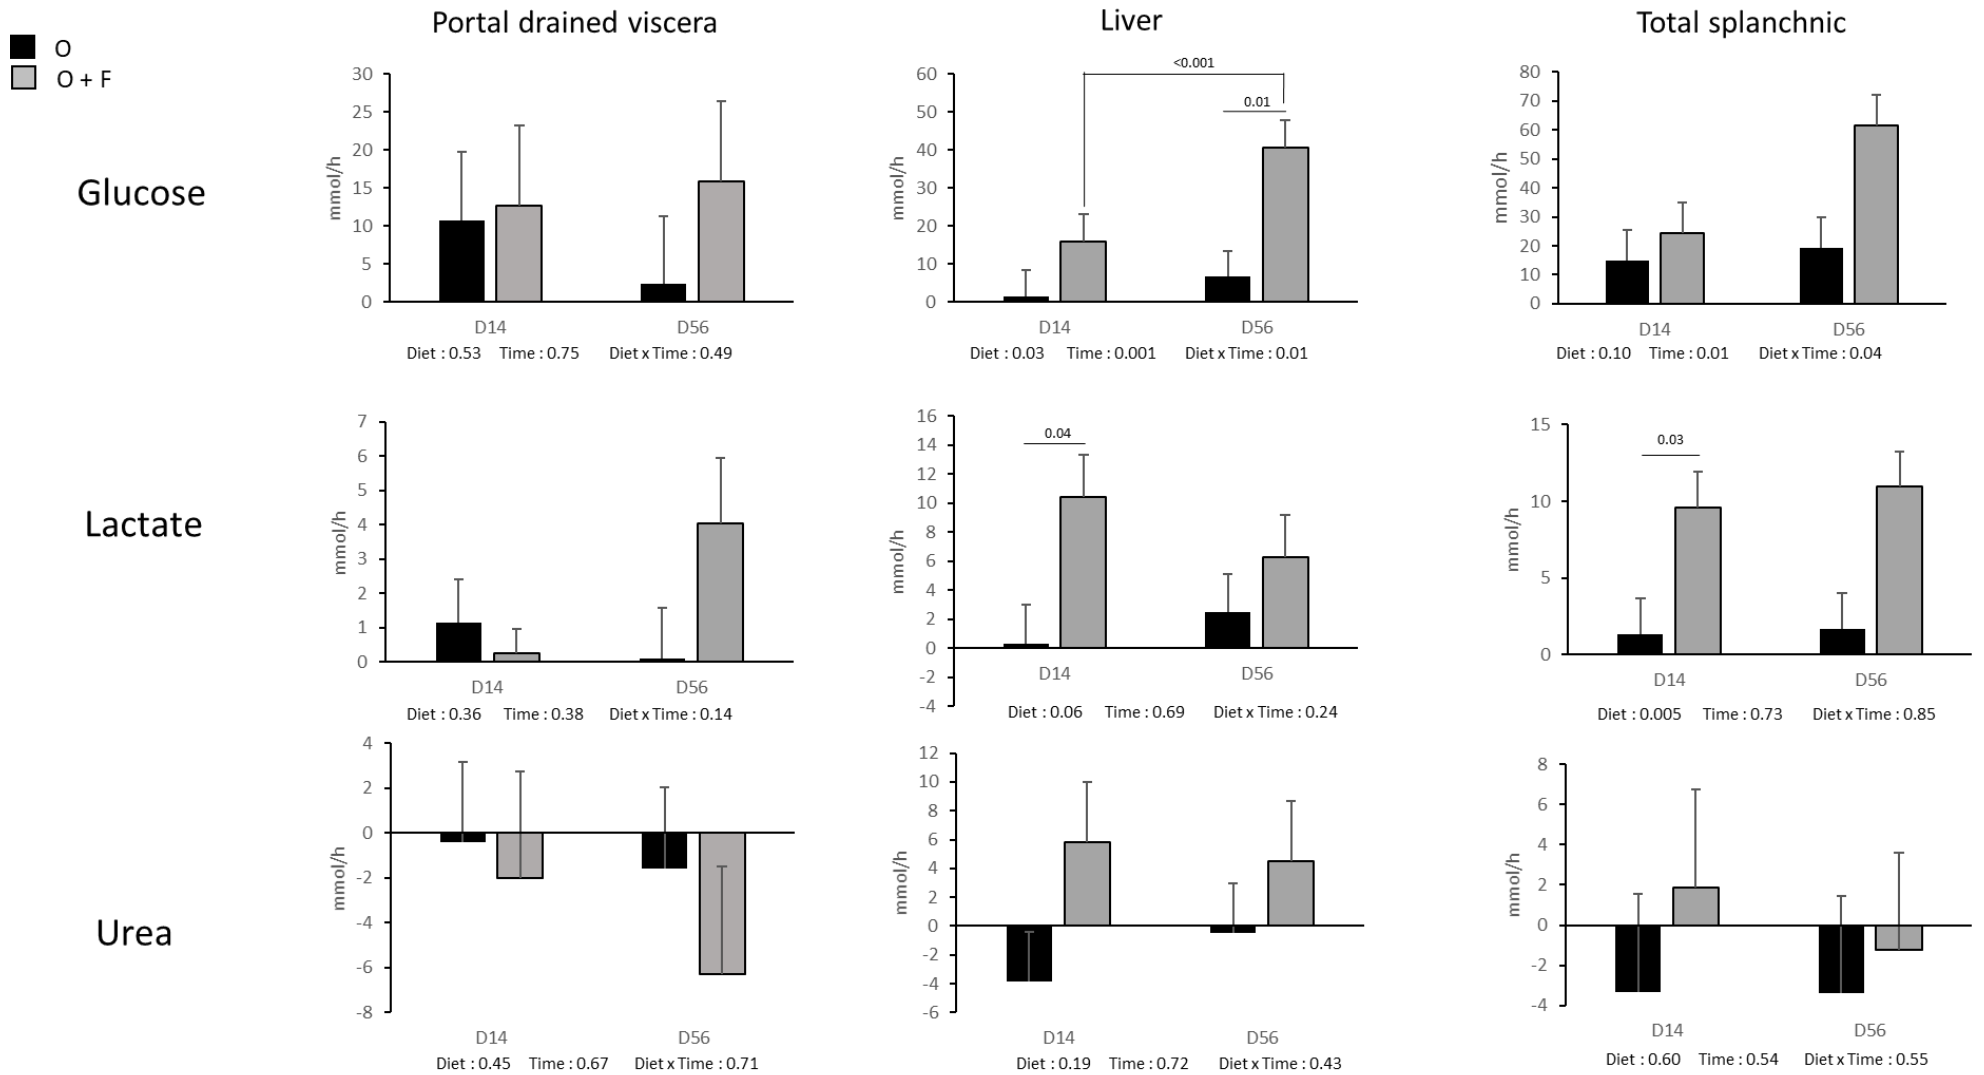 Portal drained viscera
Liver
Total splanchnic
O
O + F
Glucose
mmol/h
30
25
20
15
10
5
0
D14 D56
Diet : 0.53 Time : 0.75 Diet x Time : 0.49
mmol/h
60
50
40
30
20
10
0
<0.001
0.01
D14 D56
Diet : 0.03 Time : 0.001 Diet x Time : 0.01
mmol/h
80
70
60
50
40
30
20
10
0
D14 D56
Diet : 0.10 Time : 0.01 Diet x Time : 0.04
Lactate
mmol/h
7
6
5
4
3
2
1
0
D14 D56
Diet : 0.36 Time : 0.38 Diet x Time : 0.14
mmol/h
16
14
12
10
8
6
4
2
0
-2
-4
0.04
D14 D56
Diet : 0.06 Time : 0.69 Diet x Time : 0.24
mmol/h
15
10
5
0
0.03
D14 D56
Diet : 0.005 Time : 0.73 Diet x Time : 0.85
Urea
mmol/h
4
2
0
-2
-4
-6
-8
D14 D56
Diet : 0.45 Time : 0.67 Diet x Time : 0.71
mmol/h
12
10
8
6
4
2
0
-2
-4
-6
D14 D56
Diet : 0.19 Time : 0.72 Diet x Time : 0.43
mmol/h
8
6
4
2
0
-2
-4
D14 D56
Diet : 0.60 Time : 0.54 Diet x Time : 0.55